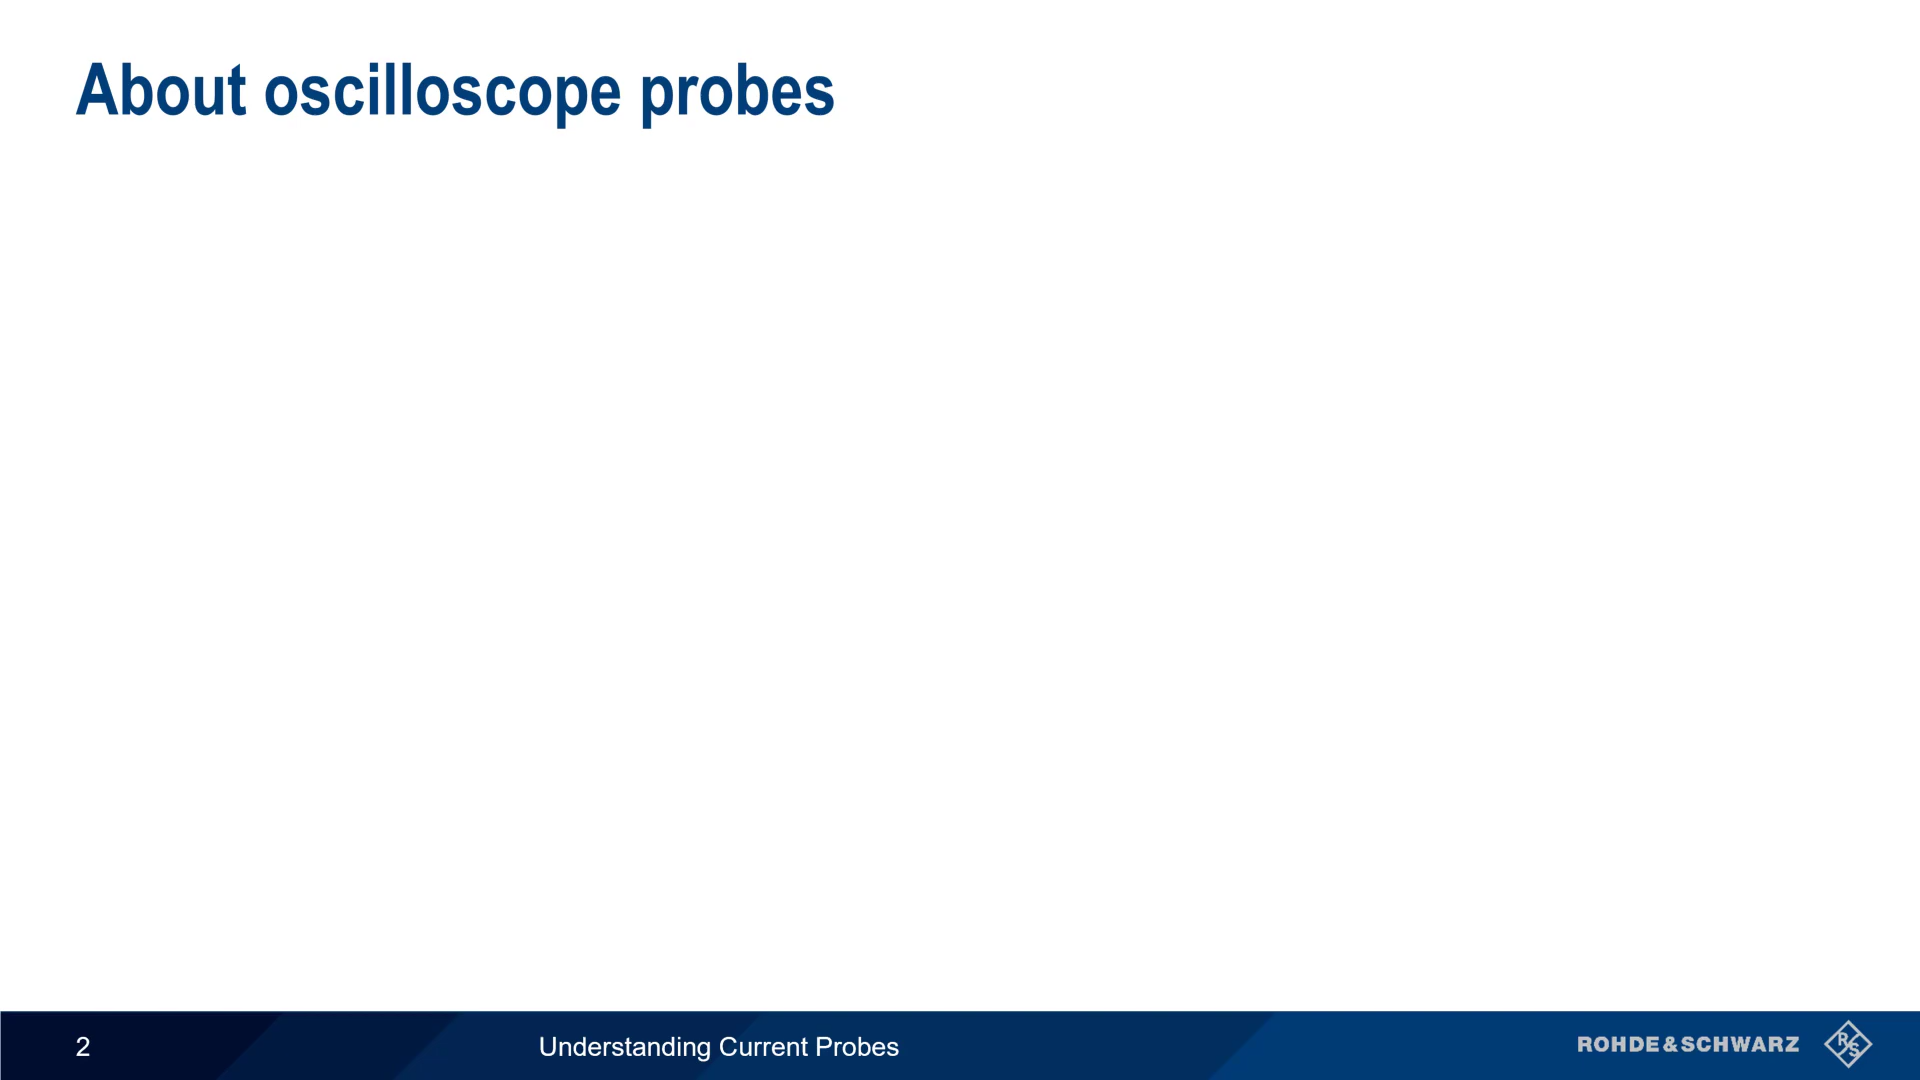 About oscilloscope probes
2
Understanding Current Probes
ROHDE&SCHWARZ
R&S